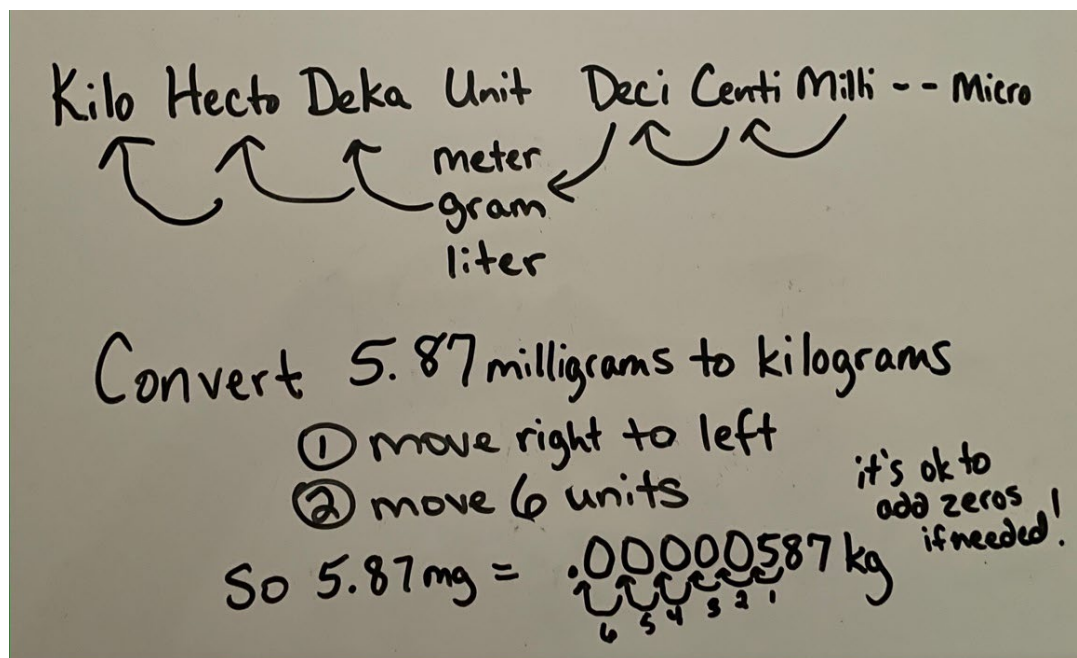 Kilo Hecto Deka Unit Deci Centi Milli -- Micro
meter
gram
liter
Convert 5.87 milligrams to kilograms
① move right to left
② move 6 units
it's ok to
add zeros
if needed!
So 5.87mg = .00000587 kg
6 5 4 3 2 1